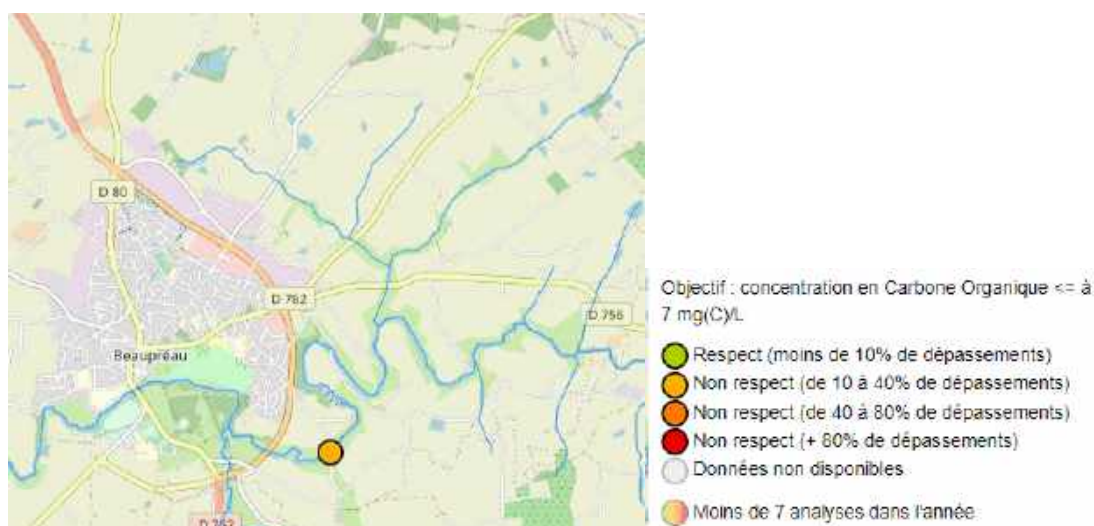 D 80
D 762
D 756
Beaupréau
D 762
Objectif : concentration en Carbone Organique <= à
7 mg(C)/L
Respect (moins de 10% de dépassements)
Non respect (de 10 à 40% de dépassements)
Non respect (de 40 à 80% de dépassements)
Non respect (+ 80% de dépassements)
Données non disponibles
Moins de 7 analyses dans l'année